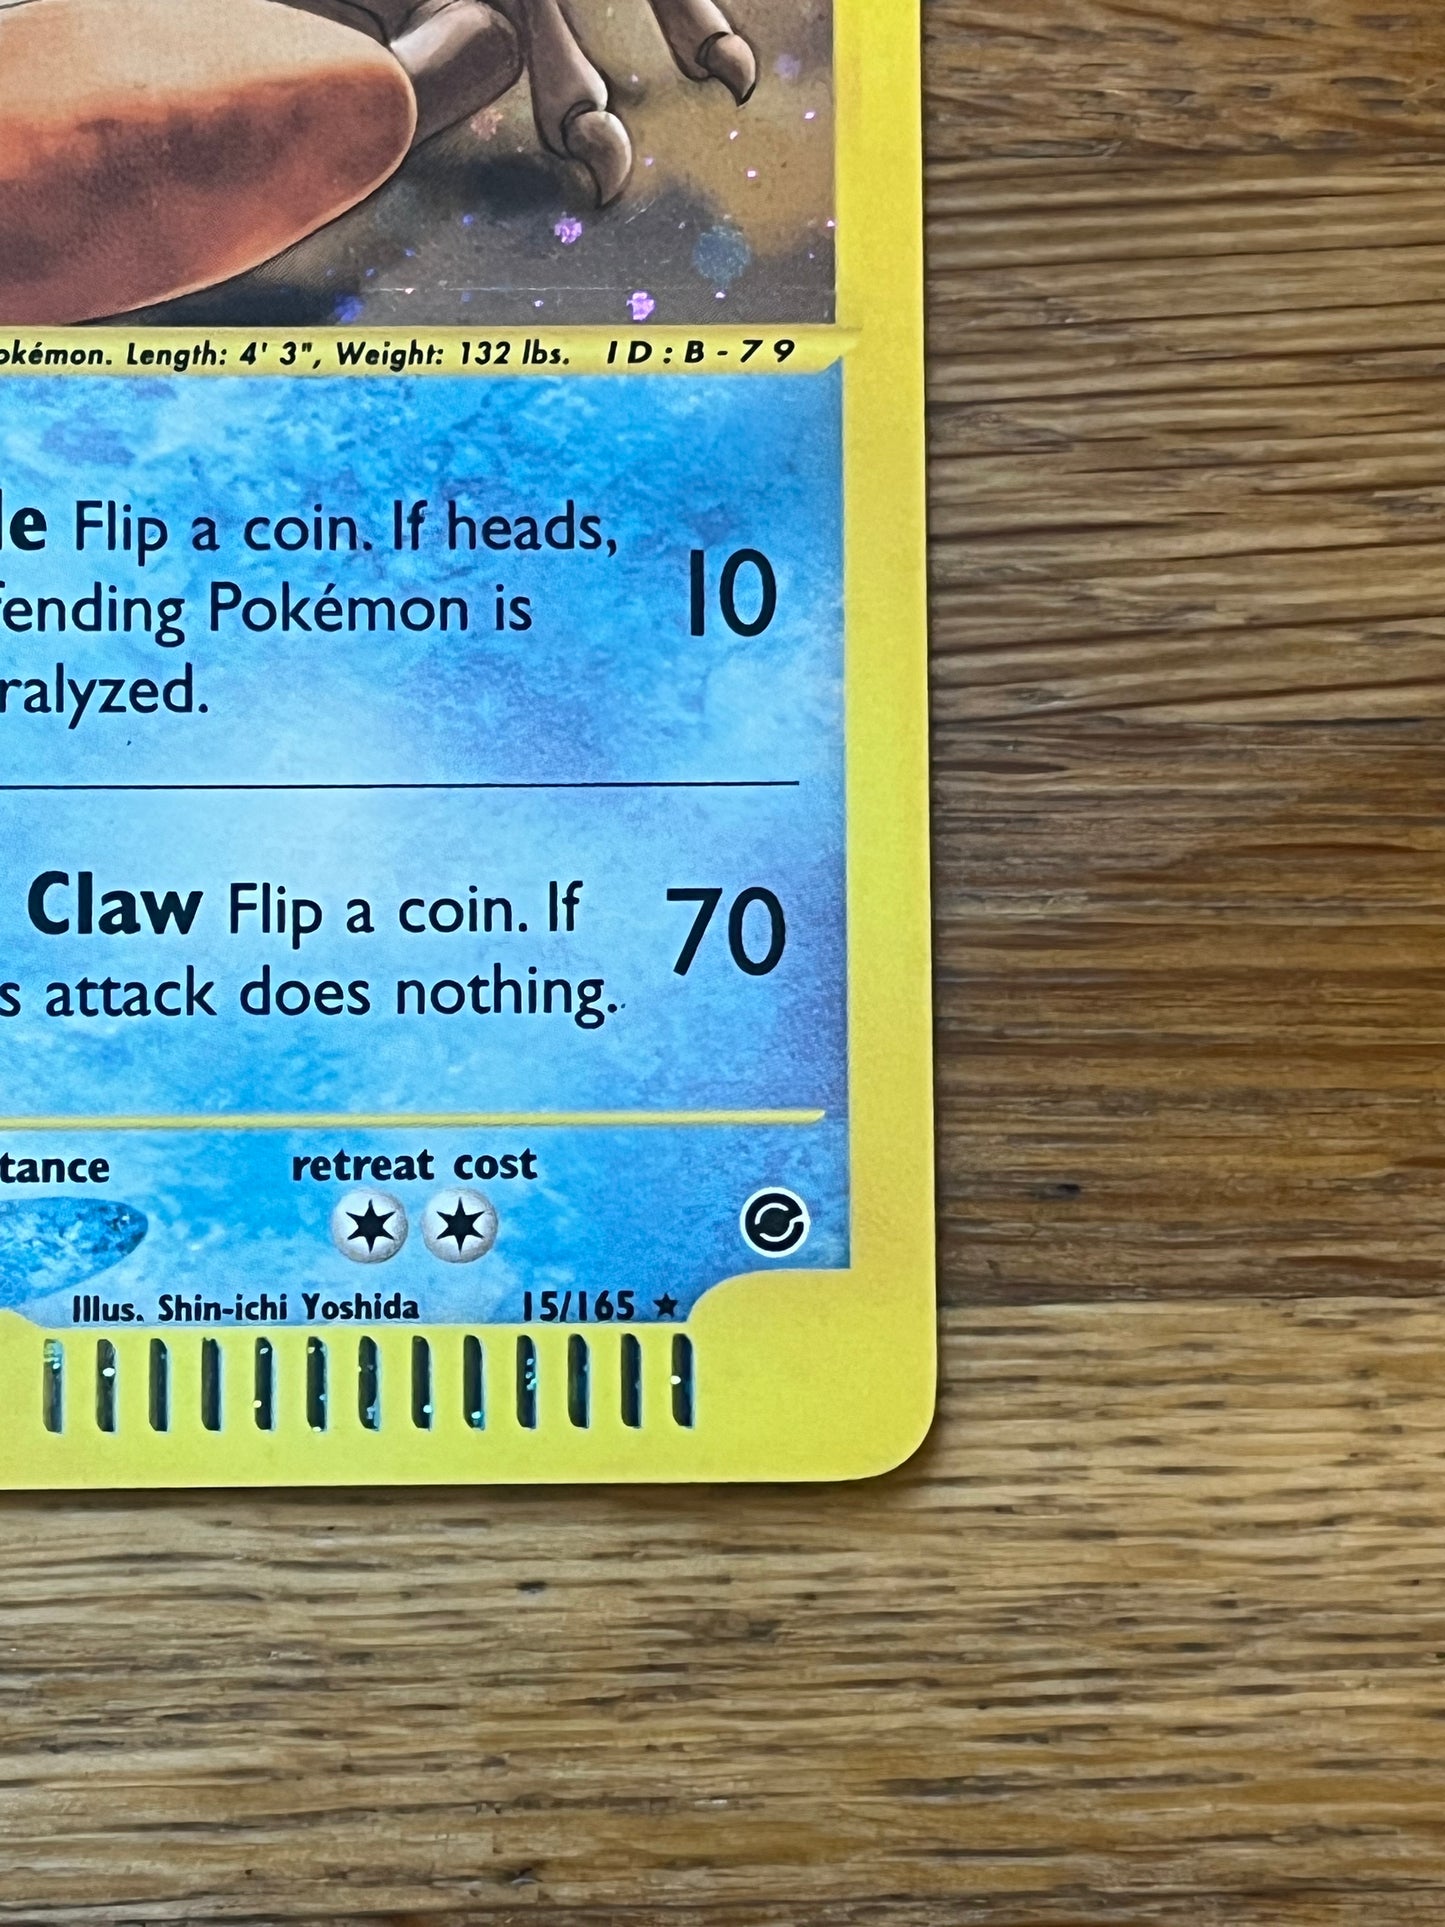 okémon. Length: 4' 3", Weight: 132 lbs. ID:B-79
le Flip a coin. If heads,
fending Pokémon is 10
ralyzed.
Claw Flip a coin. If 70
s attack does nothing.
tance retreat cost
Illus. Shin-ichi Yoshida 15/165 ★